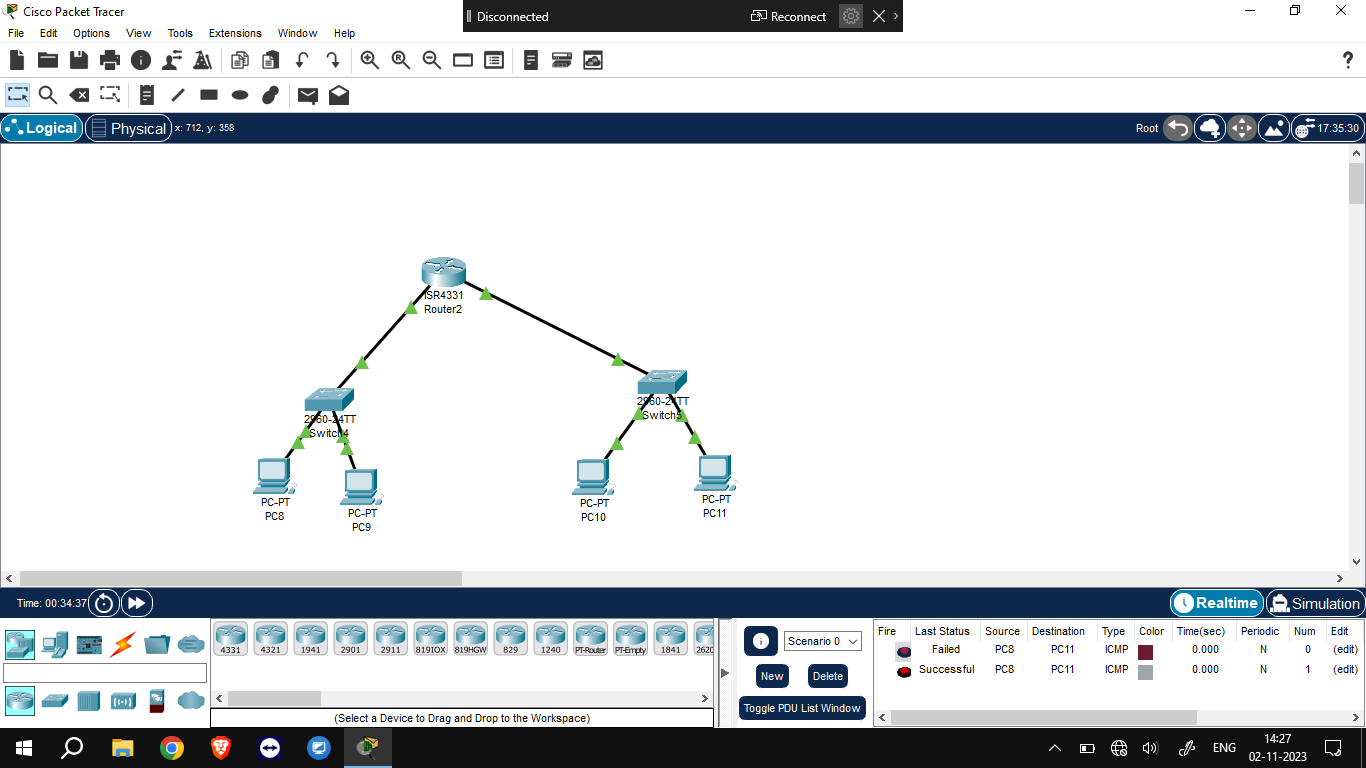 Cisco Packet Tracer
Disconnected
Reconnect
File Edit Options View Tools Extensions Window Help
Logical
Physical
x: 712, y: 358
Root
17:35:30
ISR4331
Router2
2960-24TT
Switch4
2960-24TT
Switch5
PC-PT
PC8
PC-PT
PC9
PC-PT
PC10
PC-PT
PC11
Time: 00:34:37
Realtime
Simulation
4331 4321 1941 2901 2911 819IOX 819HGW 829 1240 PT-Router PT-Empty 1841 2620
(Select a Device to Drag and Drop to the Workspace)
Scenario 0
New
Delete
Toggle PDU List Window
Fire Last Status Source Destination Type Color Time(sec) Periodic Num Edit
Failed PC8 PC11 ICMP 0.000 N 0 (edit)
Successful PC8 PC11 ICMP 0.000 N 1 (edit)
ENG
14:27
02-11-2023